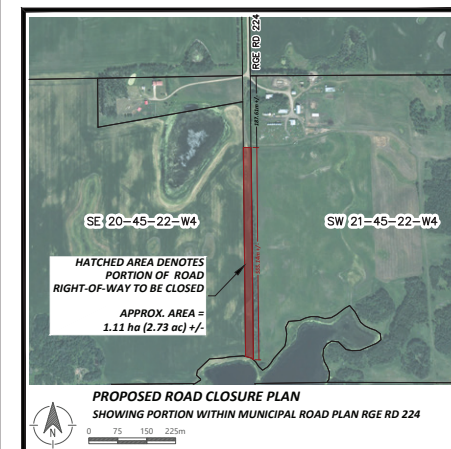 RGE RD 224
SE 20-45-22-W4
SW 21-45-22-W4
HATCHED AREA DENOTES
PORTION OF ROAD
RIGHT-OF-WAY TO BE CLOSED
APPROX. AREA =
1.11 ha (2.73 ac) +/-
PROPOSED ROAD CLOSURE PLAN
SHOWING PORTION WITHIN MUNICIPAL ROAD PLAN RGE RD 224
N
0 75 150 225m